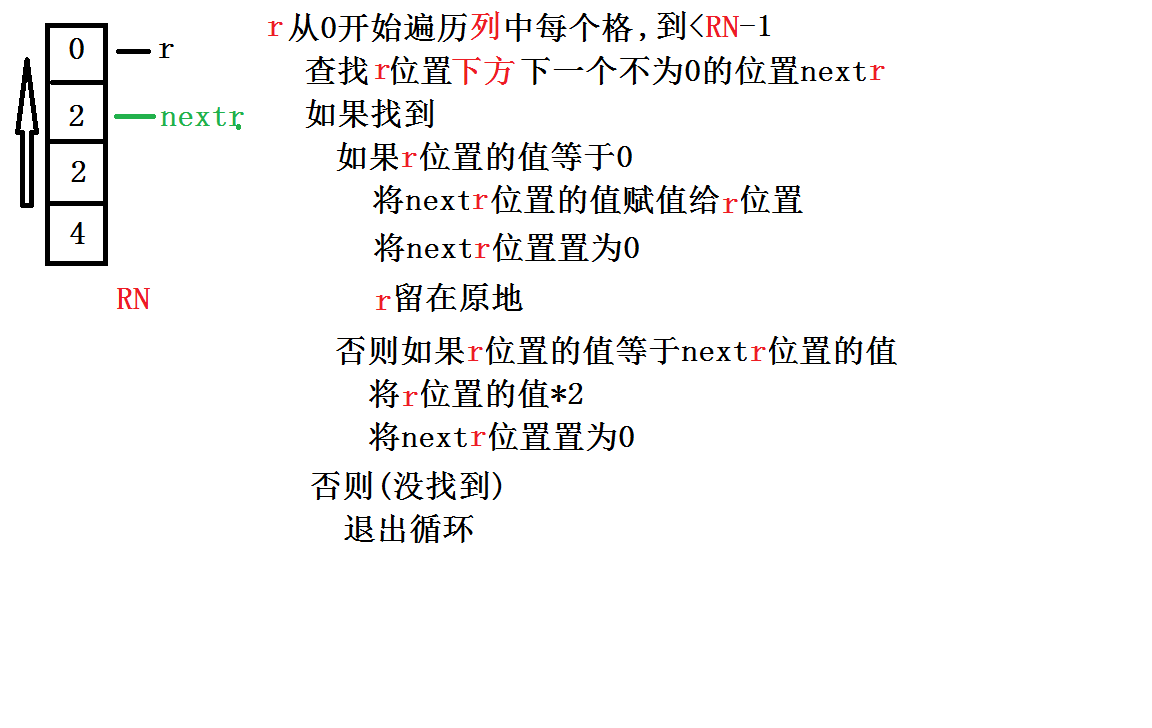 0
r
2
nextr
2
4
RN
r从0开始遍历列中每个格,到<RN-1
查找r位置下方下一个不为0的位置nextr
如果找到
如果r位置的值等于0
将nextr位置的值赋值给r位置
将nextr位置置为0
r留在原地
否则如果r位置的值等于nextr位置的值
将r位置的值*2
将nextr位置置为0
否则(没找到)
退出循环